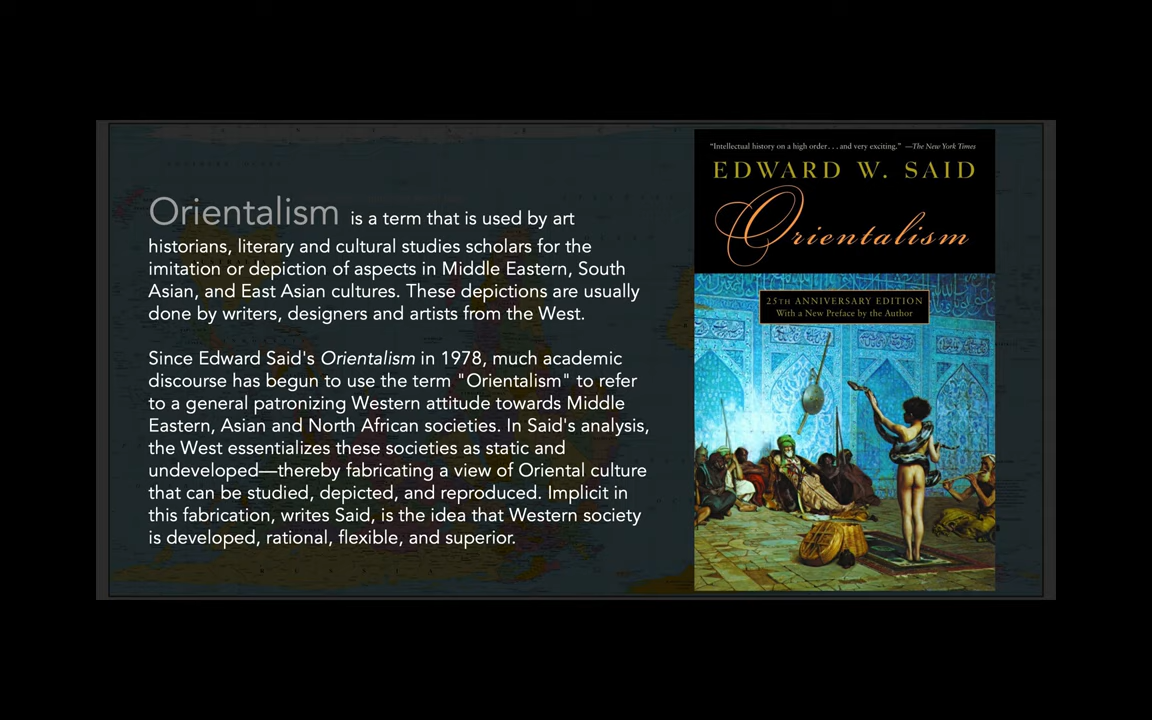 Orientalism is a term that is used by art
historians, literary and cultural studies scholars for the
imitation or depiction of aspects in Middle Eastern, South
Asian, and East Asian cultures. These depictions are usually
done by writers, designers and artists from the West.
Since Edward Said's Orientalism in 1978, much academic
discourse has begun to use the term "Orientalism" to refer
to a general patronizing Western attitude towards Middle
Eastern, Asian and North African societies. In Said's analysis,
the West essentializes these societies as static and
undeveloped—thereby fabricating a view of Oriental culture
that can be studied, depicted, and reproduced. Implicit in
this fabrication, writes Said, is the idea that Western society
is developed, rational, flexible, and superior.
“Intellectual history on a high order . . . and very exciting.” —The New York Times
EDWARD W. SAID
Orientalism
25TH ANNIVERSARY EDITION
With a New Preface by the Author